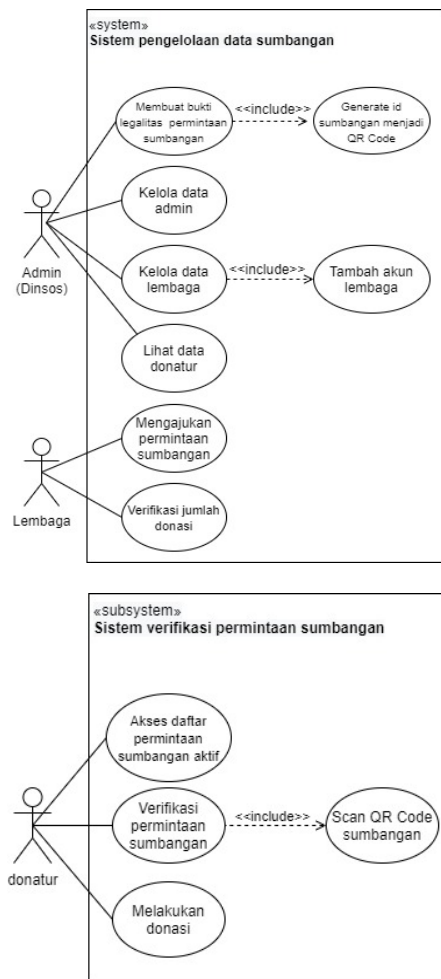 «system»
Sistem pengelolaan data sumbangan
Membuat bukti
legalitas permintaan
sumbangan
<<include>>
Generate id
sumbangan menjadi
QR Code
Kelola data
admin
Admin
(Dinsos)
Kelola data
lembaga
<<include>>
Tambah akun
lembaga
Lihat data
donatur
Mengajukan
permintaan
sumbangan
Lembaga
Verifikasi jumlah
donasi
«subsystem»
Sistem verifikasi permintaan sumbangan
Akses daftar
permintaan
sumbangan aktif
Verifikasi
permintaan
sumbangan
<<include>>
Scan QR Code
sumbangan
donatur
Melakukan
donasi